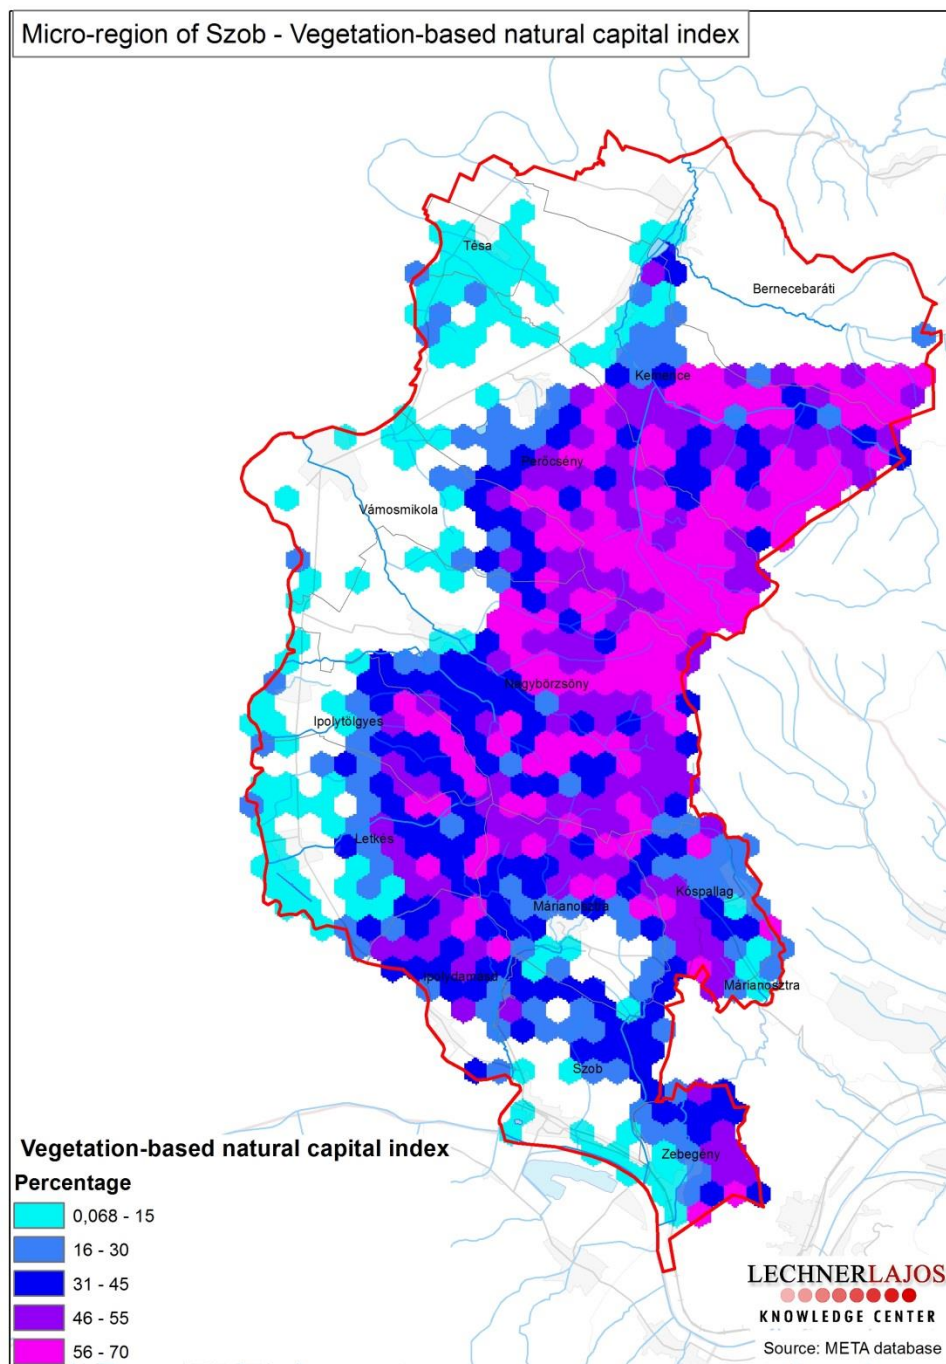 Micro-region of Szob - Vegetation-based natural capital index
Tésa
Bernecebaráti
Kemence
Perőcsény
Vámosmikola
Nagybörzsöny
Ipolytölgyes
Letkés
Kóspallag
Márianosztra
Ipolydamásd
Márianosztra
Szob
Zebegény
Vegetation-based natural capital index
Percentage
0,068 - 15
16 - 30
31 - 45
46 - 55
56 - 70
LECHNERLAJOS
KNOWLEDGE CENTER
Source: META database